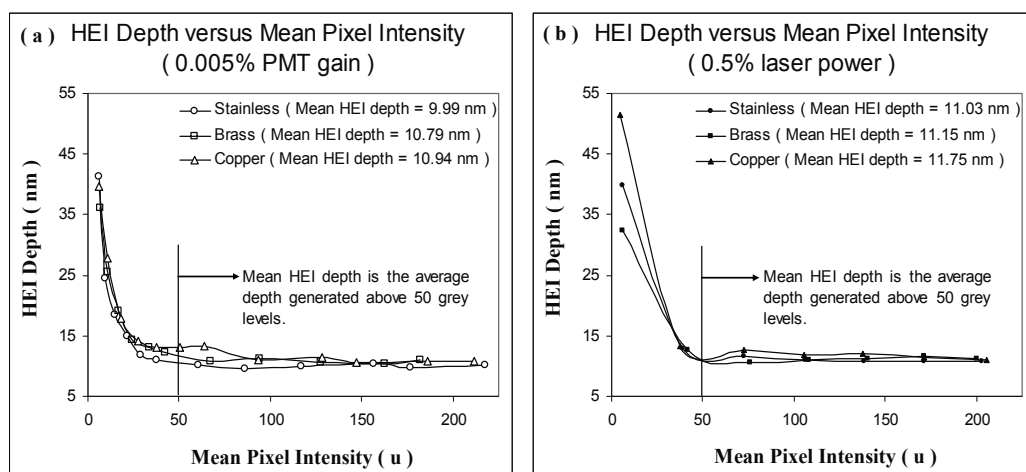 ( a ) HEI Depth versus Mean Pixel Intensity
( 0.005% PMT gain )
55
45
35
25
15
5
HEI Depth ( nm )
Stainless ( Mean HEI depth = 9.99 nm )
Brass ( Mean HEI depth = 10.79 nm )
Copper ( Mean HEI depth = 10.94 nm )
Mean HEI depth is the average
depth generated above 50 grey
levels.
0 50 100 150 200
Mean Pixel Intensity ( u )
( b ) HEI Depth versus Mean Pixel Intensity
( 0.5% laser power )
55
45
35
25
15
5
HEI Depth ( nm )
Stainless ( Mean HEI depth = 11.03 nm )
Brass ( Mean HEI depth = 11.15 nm )
Copper ( Mean HEI depth = 11.75 nm )
Mean HEI depth is the average
depth generated above 50 grey
levels.
0 50 100 150 200
Mean Pixel Intensity ( u )